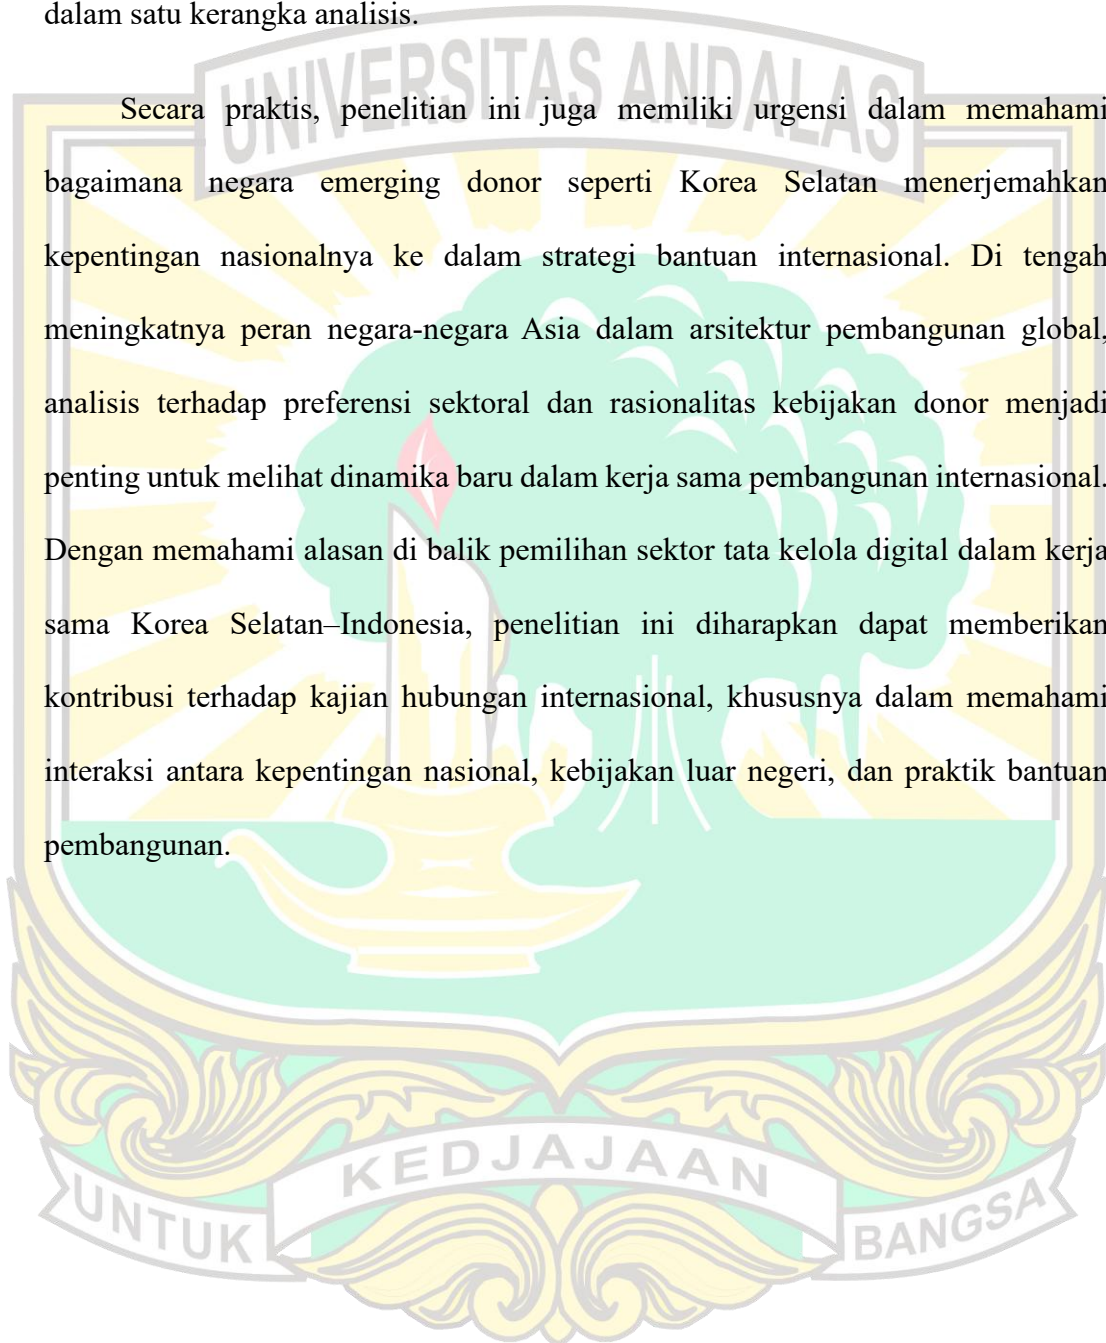 dalam satu kerangka analisis.
UNIVERSITAS ANDALAS
Secara praktis, penelitian ini juga memiliki urgensi dalam memahami
bagaimana negara emerging donor seperti Korea Selatan menerjemahkan
kepentingan nasionalnya ke dalam strategi bantuan internasional. Di tengah
meningkatnya peran negara-negara Asia dalam arsitektur pembangunan global,
analisis terhadap preferensi sektoral dan rasionalitas kebijakan donor menjadi
penting untuk melihat dinamika baru dalam kerja sama pembangunan internasional.
Dengan memahami alasan di balik pemilihan sektor tata kelola digital dalam kerja
sama Korea Selatan–Indonesia, penelitian ini diharapkan dapat memberikan
kontribusi terhadap kajian hubungan internasional, khususnya dalam memahami
interaksi antara kepentingan nasional, kebijakan luar negeri, dan praktik bantuan
pembangunan.
UNTUK KEDJAJAAN BANGSA